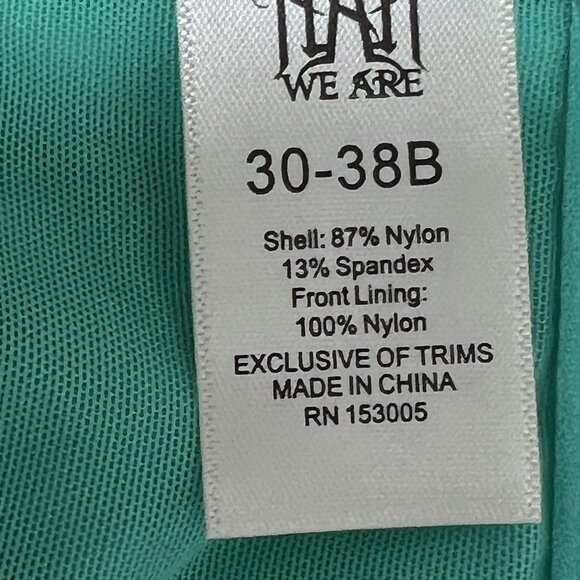 WE ARE
30-38B
Shell: 87% Nylon
13% Spandex
Front Lining:
100% Nylon
EXCLUSIVE OF TRIMS
MADE IN CHINA
RN 153005